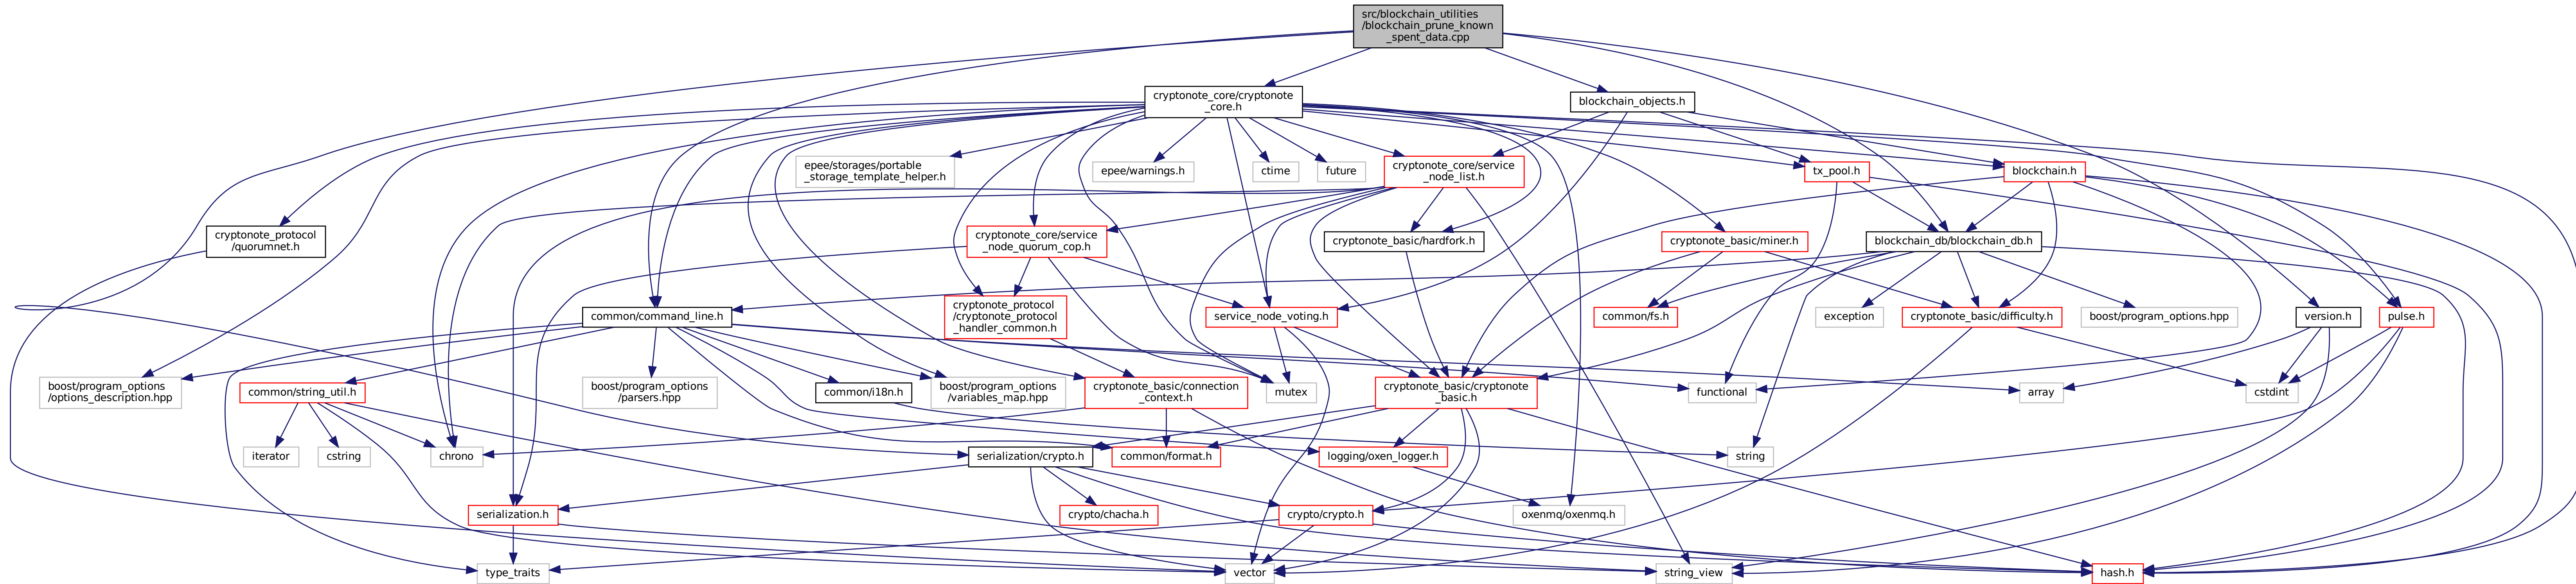 src/blockchain_utilities
/blockchain_prune_known
_spent_data.cpp
cryptonote_core/cryptonote
_core.h
blockchain_objects.h
epee/storages/portable
_storage_template_helper.h
epee/warnings.h
ctime
future
cryptonote_core/service
_node_list.h
tx_pool.h
blockchain.h
cryptonote_protocol
/quorumnet.h
cryptonote_core/service
_node_quorum_cop.h
cryptonote_basic/hardfork.h
cryptonote_basic/miner.h
blockchain_db/blockchain_db.h
common/command_line.h
cryptonote_protocol
/cryptonote_protocol
_handler_common.h
service_node_voting.h
common/fs.h
exception
cryptonote_basic/difficulty.h
boost/program_options.hpp
version.h
pulse.h
boost/program_options
/options_description.hpp
common/string_util.h
boost/program_options
/parsers.hpp
common/i18n.h
boost/program_options
/variables_map.hpp
cryptonote_basic/connection
_context.h
mutex
cryptonote_basic/cryptonote
_basic.h
functional
array
cstdint
iterator
cstring
chrono
serialization/crypto.h
common/format.h
logging/oxen_logger.h
string
serialization.h
crypto/chacha.h
crypto/crypto.h
oxenmq/oxenmq.h
type_traits
vector
string_view
hash.h